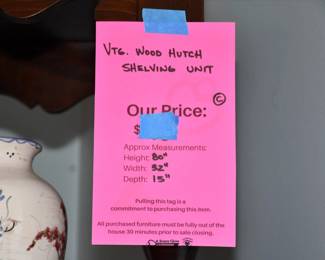 VTG. WOOD HUTCH
SHELVING UNIT
©
Our Price:
$
Approx Measurements:
Height: 80"
Width: 52"
Depth: 15"
Pulling this tag is a
commitment to purchasing this item.
All purchased furniture must be fully out of the
house 30 minutes prior to sale closing.